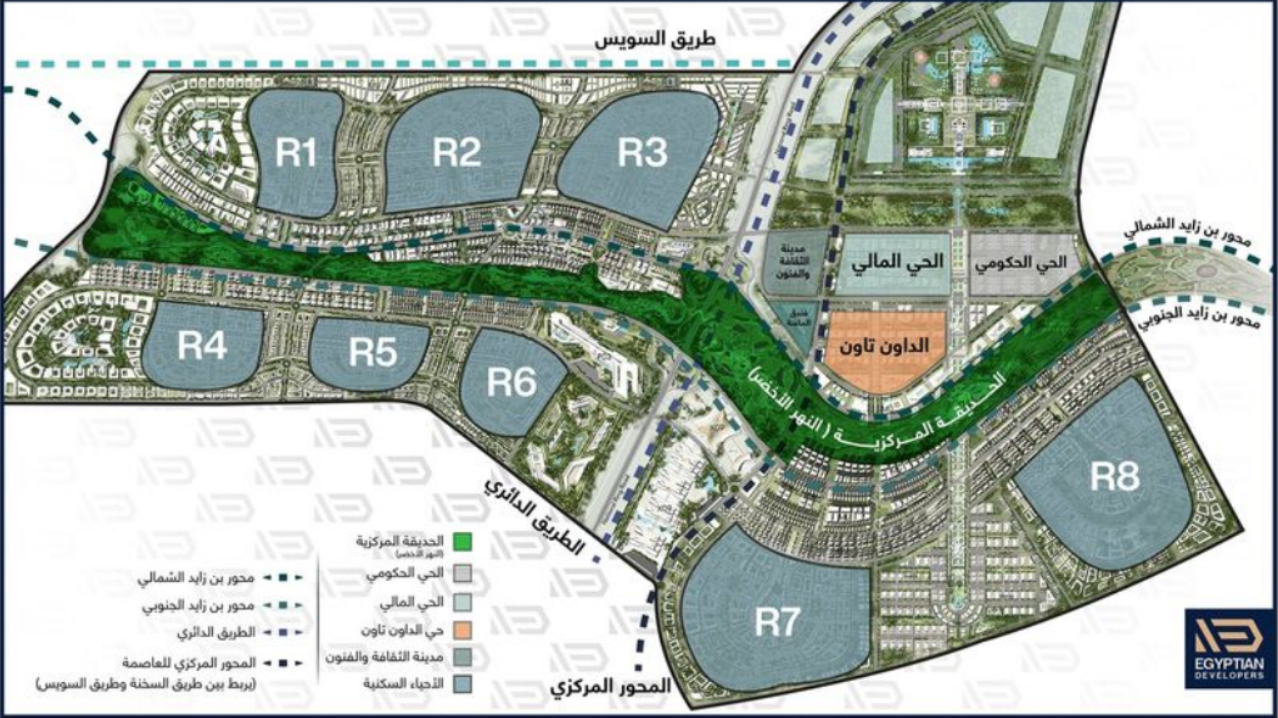 طريق السويس
R1
R2
R3
محور بن زايد الشمالي
مدينة
الثقافة
والفنون
الحي المالي
الحي الحكومي
محور بن زايد الجنوبي
فندق
الماسة
الداون تاون
R4
R5
R6
الحديقة المركزية ( النهر الأخضر)
R8
الطريق الدائري
R7
المحور المركزي
الحديقة المركزية
(النهر الأخضر)
الحي الحكومي
الحي المالي
حي الداون تاون
مدينة الثقافة والفنون
الأحياء السكنية
محور بن زايد الشمالي
محور بن زايد الجنوبي
الطريق الدائري
المحور المركزي للعاصمة
(يربط بين طريق السخنة وطريق السويس)
EGYPTIAN
DEVELOPERS